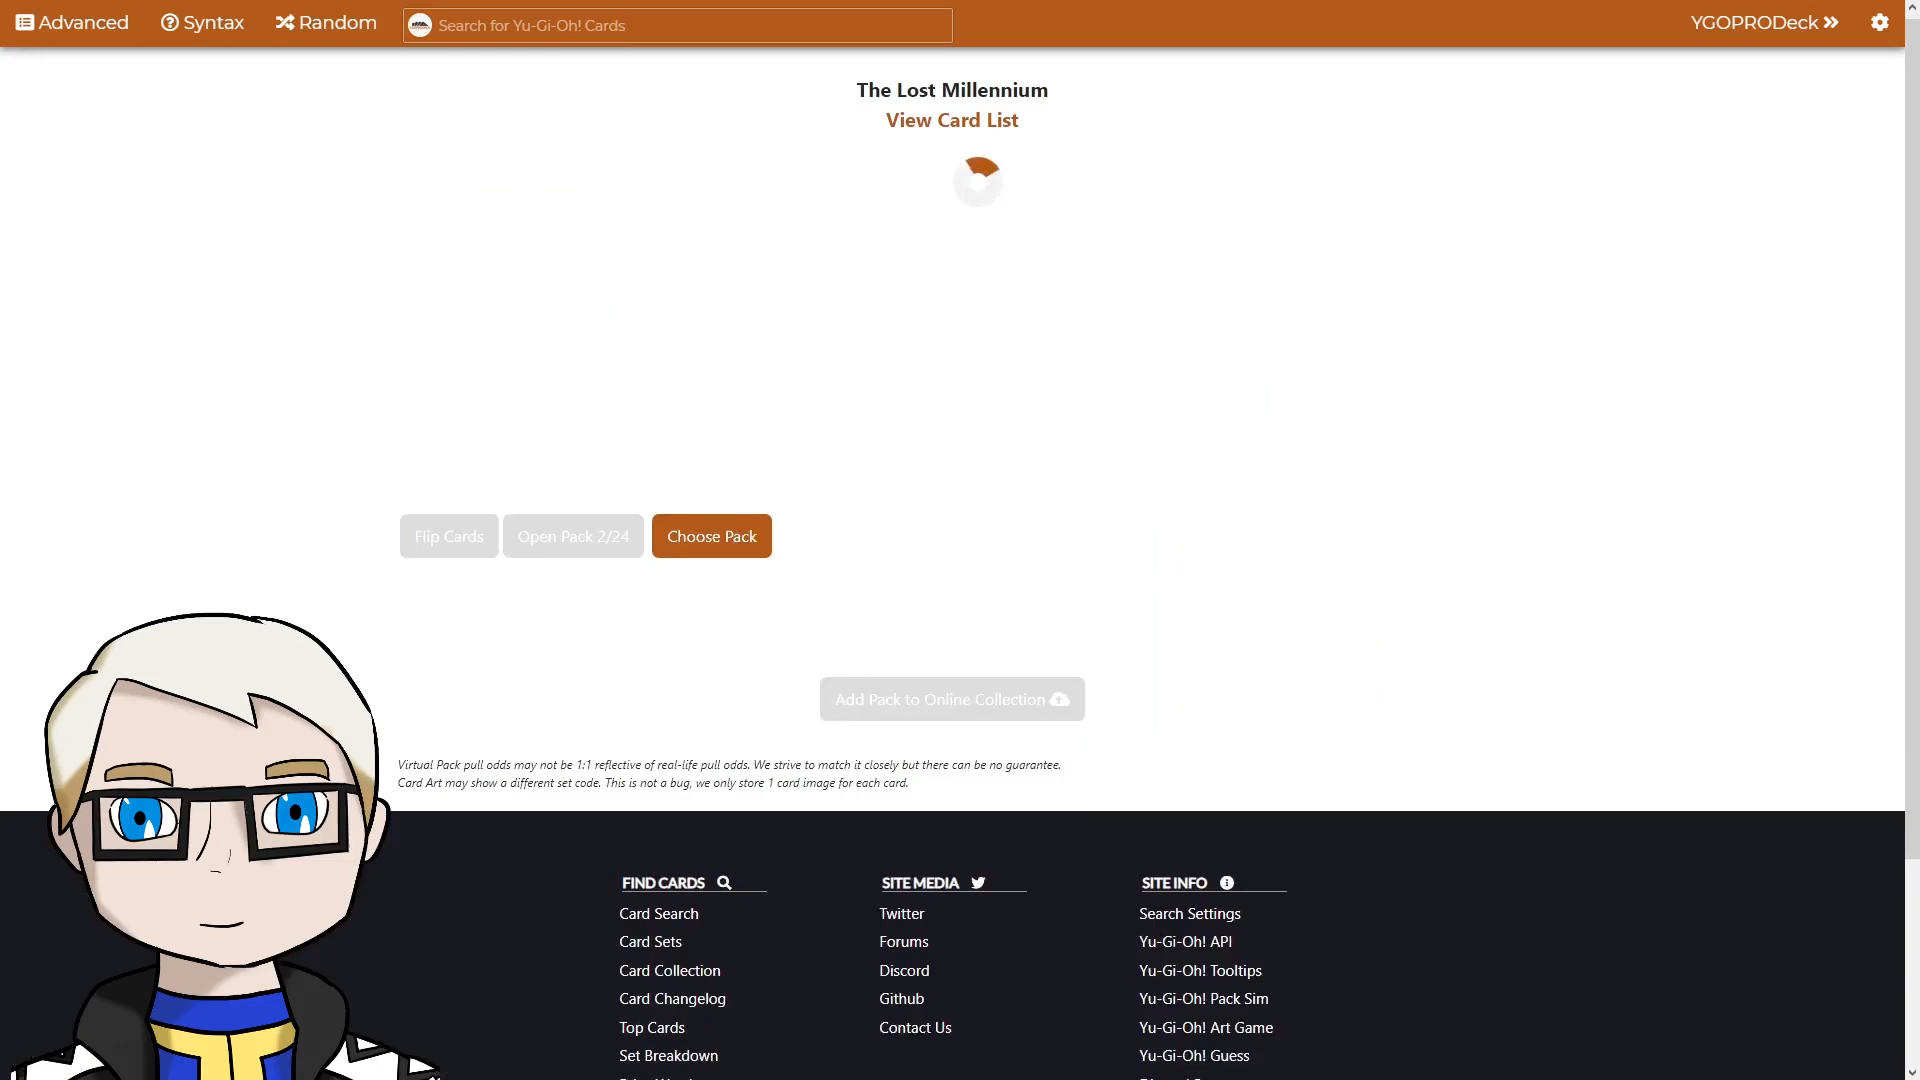 Advanced
Syntax
Random
Search for Yu-Gi-Oh! Cards
YGOPRODeck
The Lost Millennium
View Card List
Flip Cards
Open Pack 2/24
Choose Pack
Add Pack to Online Collection
Virtual Pack pull odds may not be 1:1 reflective of real-life pull odds. We strive to match it closely but there can be no guarantee.
Card Art may show a different set code. This is not a bug, we only store 1 card image for each card.
FIND CARDS
Card Search
Card Sets
Card Collection
Card Changelog
Top Cards
Set Breakdown
SITE MEDIA
Twitter
Forums
Discord
Github
Contact Us
SITE INFO
Search Settings
Yu-Gi-Oh! API
Yu-Gi-Oh! Tooltips
Yu-Gi-Oh! Pack Sim
Yu-Gi-Oh! Art Game
Yu-Gi-Oh! Guess